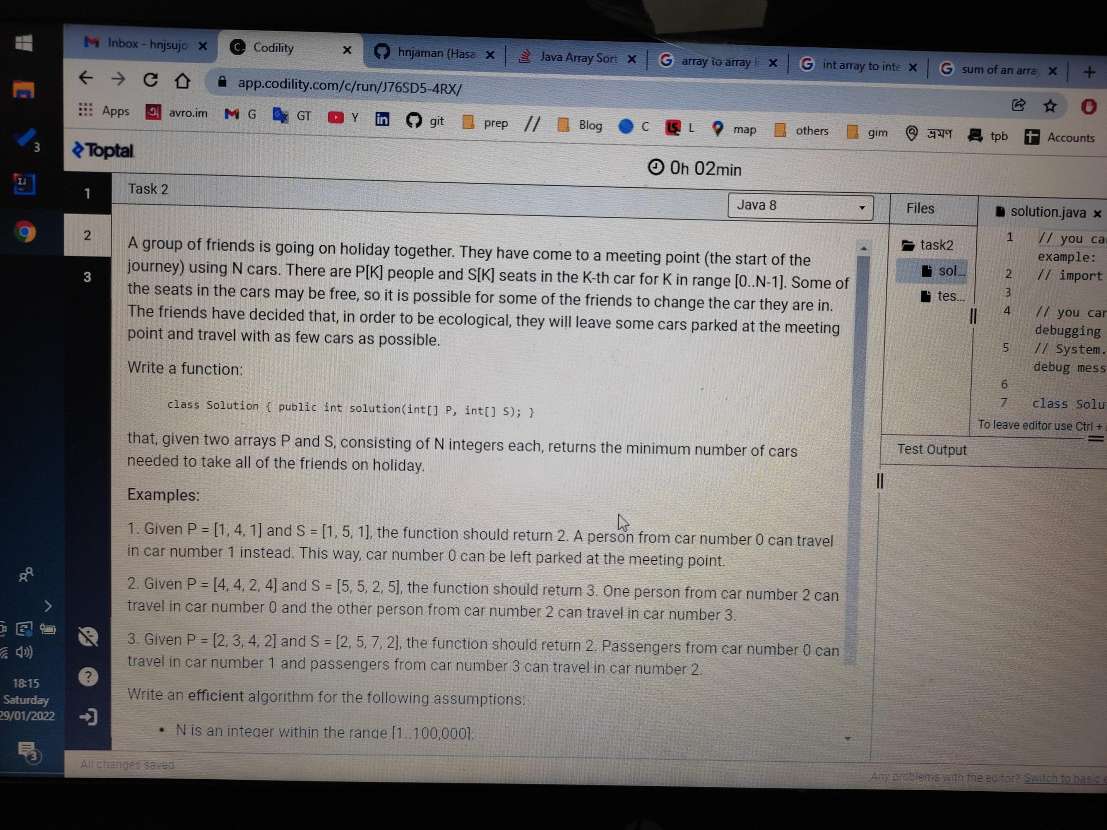 Inbox - hnjsujo
Codility
hnjaman (Hasa
Java Array Sort
array to array li
int array to inte
sum of an arra
app.codility.com/c/run/J76SD5-4RX/
Apps
avro.im
G
GT
Y
git
prep
//
Blog
C
L
map
others
gim
ভ্রমণ
tpb
Accounts
3
Toptal
0h 02min
1
Task 2
Java 8
Files
solution.java
2
3
A group of friends is going on holiday together. They have come to a meeting point (the start of the
journey) using N cars. There are P[K] people and S[K] seats in the K-th car for K in range [0..N-1]. Some of
the seats in the cars may be free, so it is possible for some of the friends to change the car they are in.
The friends have decided that, in order to be ecological, they will leave some cars parked at the meeting
point and travel with as few cars as possible.
Write a function:
class Solution { public int solution(int[] P, int[] S); }
that, given two arrays P and S, consisting of N integers each, returns the minimum number of cars
needed to take all of the friends on holiday.
Examples:
1. Given P = [1, 4, 1] and S = [1, 5, 1], the function should return 2. A person from car number 0 can travel
in car number 1 instead. This way, car number 0 can be left parked at the meeting point.
2. Given P = [4, 4, 2, 4] and S = [5, 5, 2, 5], the function should return 3. One person from car number 2 can
travel in car number 0 and the other person from car number 2 can travel in car number 3.
3. Given P = [2, 3, 4, 2] and S = [2, 5, 7, 2], the function should return 2. Passengers from car number 0 can
travel in car number 1 and passengers from car number 3 can travel in car number 2.
Write an efficient algorithm for the following assumptions:
• N is an integer within the range [1..100,000];
task2
sol...
tes...
1 // you ca
example:
2 // import
3
4 // you can
debugging
5 // System.
debug mess
6
7 class Solu
To leave editor use Ctrl +
Test Output
18:15
Saturday
29/01/2022
3
All changes saved
Any problems with the editor? Switch to basic e